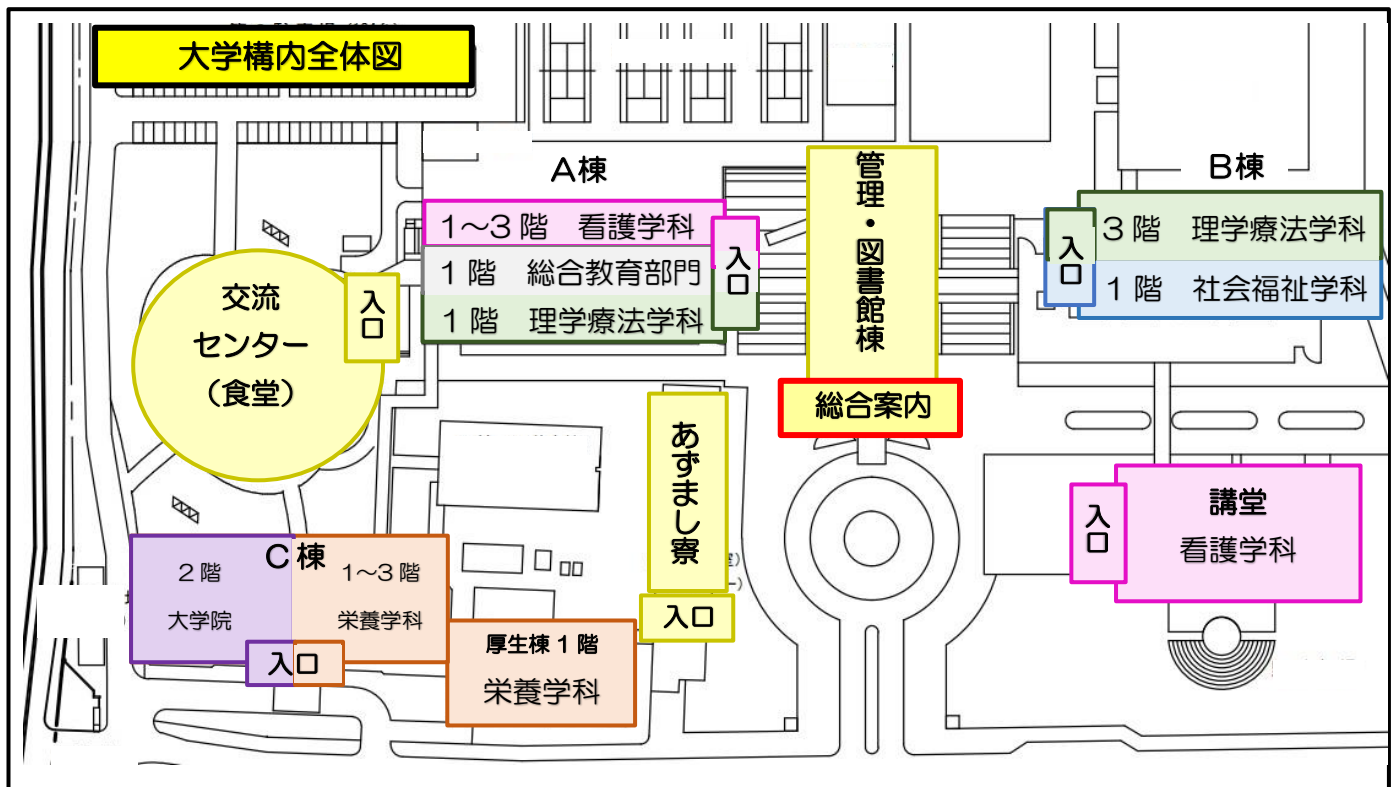 大学構内全体図
A棟
1～3階　看護学科
1階　総合教育部門
1階　理学療法学科
入口
管理・図書館棟
総合案内
B棟
入口
3階　理学療法学科
1階　社会福祉学科
交流
センター
（食堂）
入口
あずまし寮
入口
講堂
看護学科
入口
C棟
2階
大学院
1～3階
栄養学科
入口
厚生棟1階
栄養学科